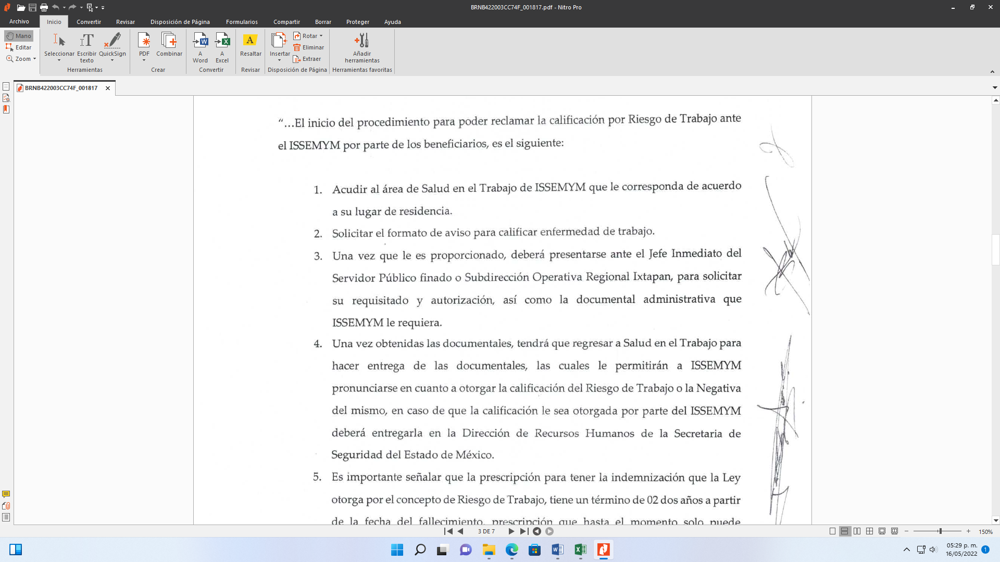 BRNB422003CC74F_001817.pdf - Nitro Pro
Archivo Inicio Convertir Revisar Disposición de Página Formularios Compartir Borrar Proteger Ayuda
Mano
Editar
Zoom
Seleccionar
Escribir texto
QuickSign
Herramientas
PDF
Combinar
Crear
A Word
A Excel
Convertir
Resaltar
Revisar
Insertar
Rotar
Eliminar
Extraer
Disposición de Página
Añadir herramientas
Herramientas favoritas
BRNB422003CC74F_001817
“…El inicio del procedimiento para poder reclamar la calificación por Riesgo de Trabajo ante
el ISSEMYM por parte de los beneficiarios, es el siguiente:
1. Acudir al área de Salud en el Trabajo de ISSEMYM que le corresponda de acuerdo
a su lugar de residencia.
2. Solicitar el formato de aviso para calificar enfermedad de trabajo.
3. Una vez que le es proporcionado, deberá presentarse ante el Jefe Inmediato del
Servidor Público finado o Subdirección Operativa Regional Ixtapan, para solicitar
su requisitado y autorización, así como la documental administrativa que
ISSEMYM le requiera.
4. Una vez obtenidas las documentales, tendrá que regresar a Salud en el Trabajo para
hacer entrega de las documentales, las cuales le permitirán a ISSEMYM
pronunciarse en cuanto a otorgar la calificación del Riesgo de Trabajo o la Negativa
del mismo, en caso de que la calificación le sea otorgada por parte del ISSEMYM
deberá entregarla en la Dirección de Recursos Humanos de la Secretaria de
Seguridad del Estado de México.
5. Es importante señalar que la prescripción para tener la indemnización que la Ley
otorga por el concepto de Riesgo de Trabajo, tiene un término de 02 dos años a partir
de la fecha del fallecimiento, prescripción que hasta el momento solo puede
3 DE 7
150%
05:29 p. m.
16/05/2022
1